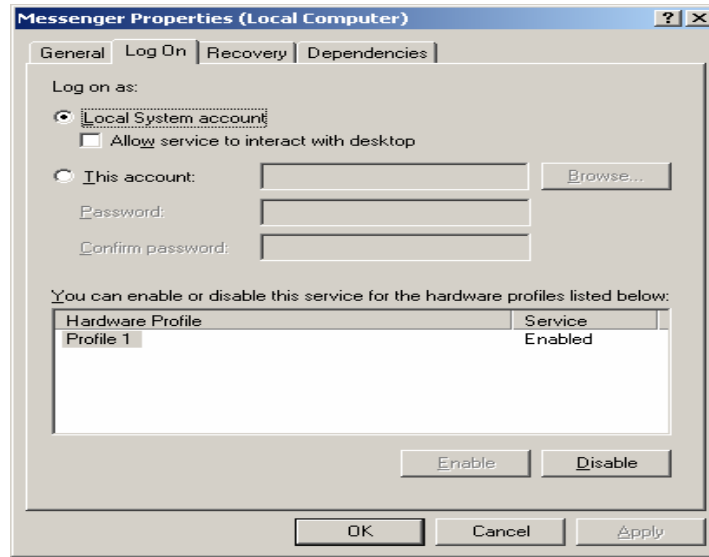 Messenger Properties (Local Computer)
General Log On Recovery Dependencies
Log on as:
Local System account
Allow service to interact with desktop
This account: Browse...
Password:
Confirm password:
You can enable or disable this service for the hardware profiles listed below:
Hardware Profile Service
Profile 1 Enabled
Enable Disable
OK Cancel Apply